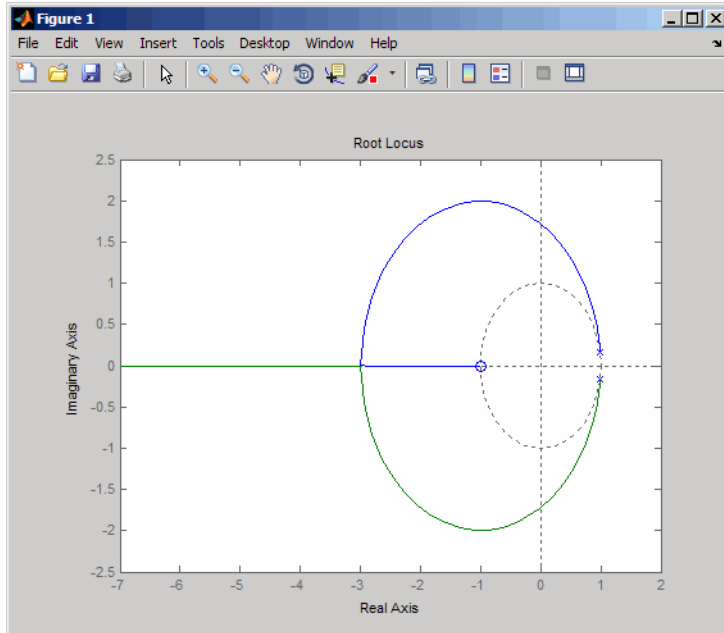 Figure 1
File Edit View Insert Tools Desktop Window Help
Root Locus
2.5
2
1.5
1
0.5
0
-0.5
-1
-1.5
-2
-2.5
Imaginary Axis
-7 -6 -5 -4 -3 -2 -1 0 1 2
Real Axis